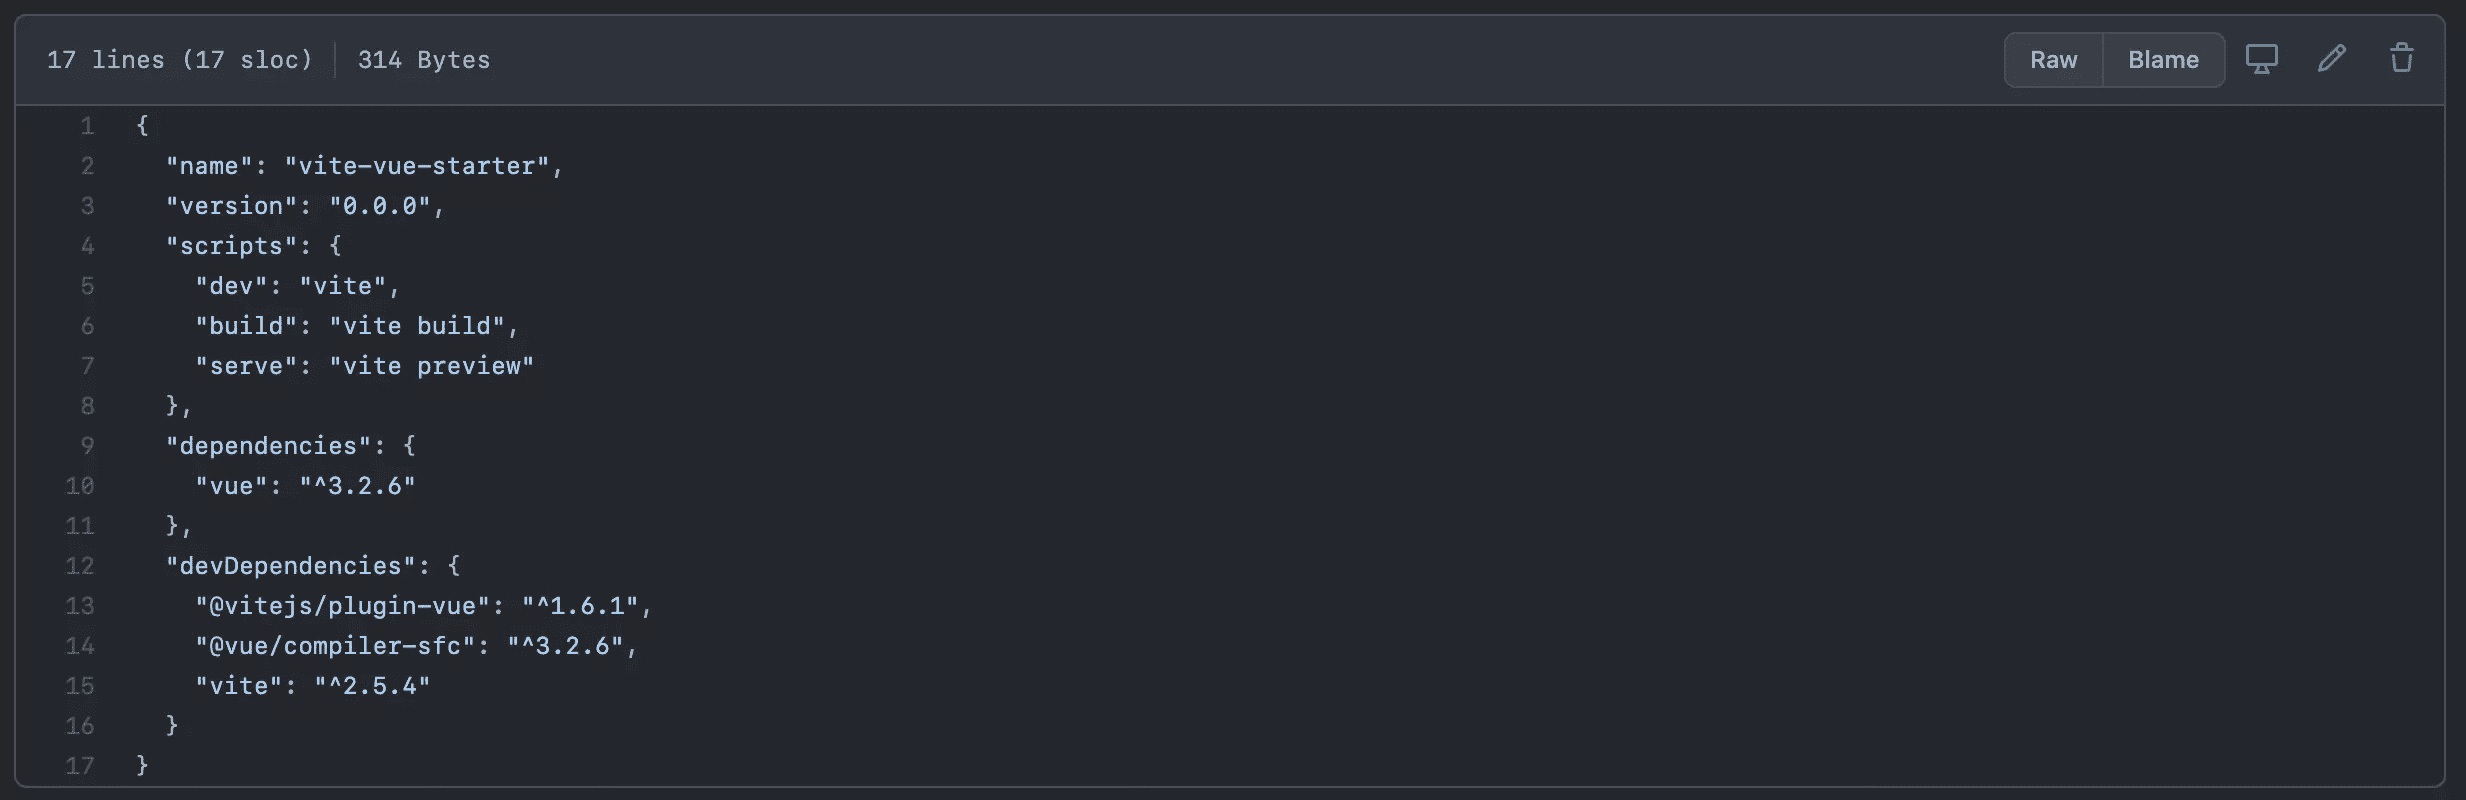 17 lines (17 sloc) 314 Bytes Raw Blame
1 {
2   "name": "vite-vue-starter",
3   "version": "0.0.0",
4   "scripts": {
5     "dev": "vite",
6     "build": "vite build",
7     "serve": "vite preview"
8   },
9   "dependencies": {
10     "vue": "^3.2.6"
11   },
12   "devDependencies": {
13     "@vitejs/plugin-vue": "^1.6.1",
14     "@vue/compiler-sfc": "^3.2.6",
15     "vite": "^2.5.4"
16   }
17 }